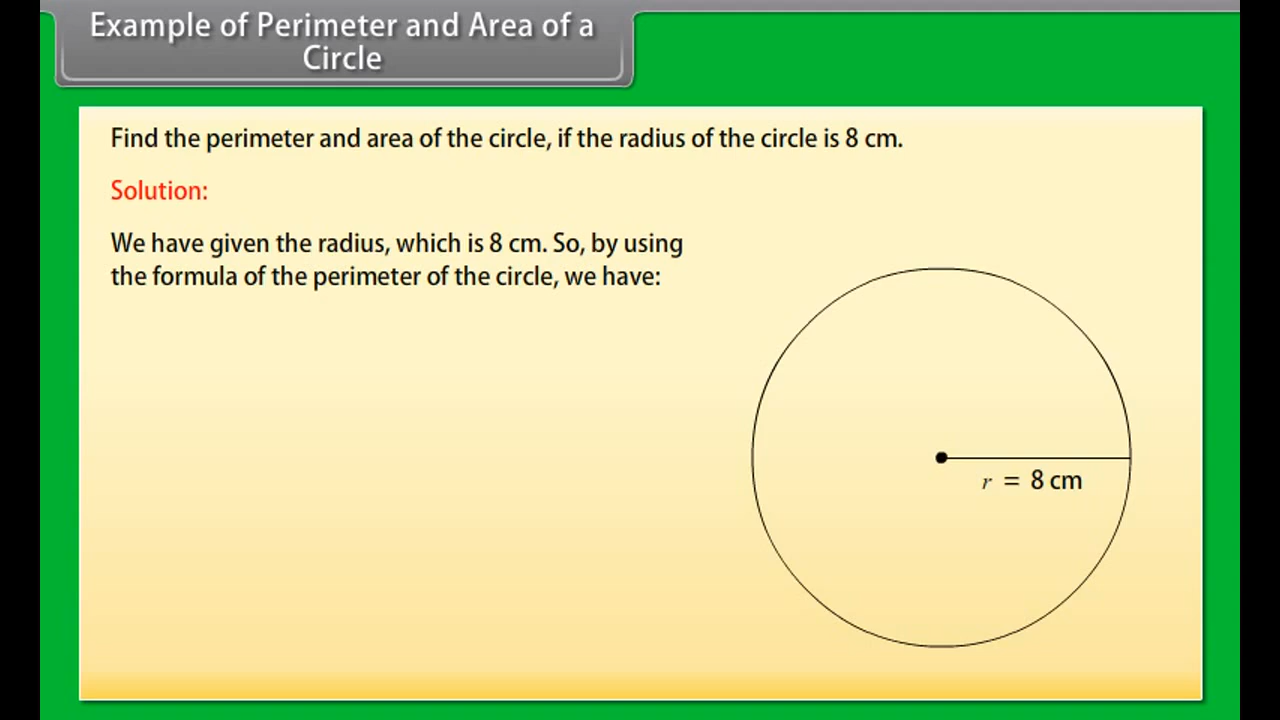 Example of Perimeter and Area of a
Circle
Find the perimeter and area of the circle, if the radius of the circle is 8 cm.
Solution:
We have given the radius, which is 8 cm. So, by using
the formula of the perimeter of the circle, we have:
r = 8 cm